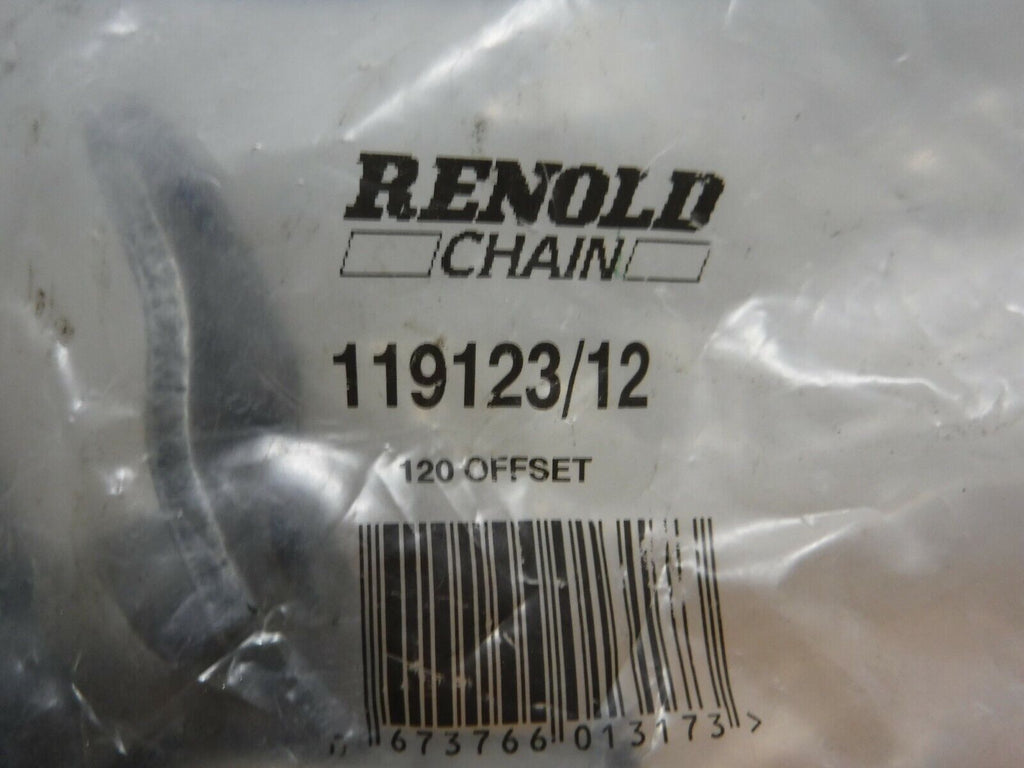 RENOLD
CHAIN
119123/12
120 OFFSET
673766 013173 >